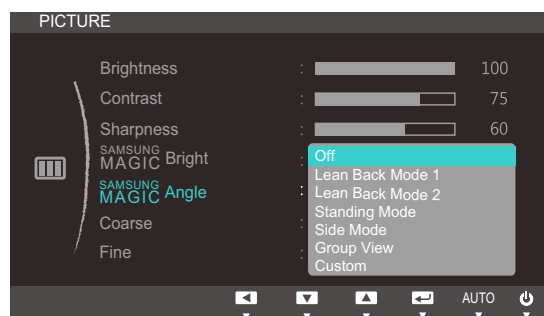 PICTURE
Brightness : 100
Contrast : 75
Sharpness : 60
SAMSUNG
MAGIC Bright :
Off
Lean Back Mode 1
SAMSUNG
MAGIC Angle :
Lean Back Mode 2
Standing Mode
Coarse :
Side Mode
Group View
Fine :
Custom
AUTO